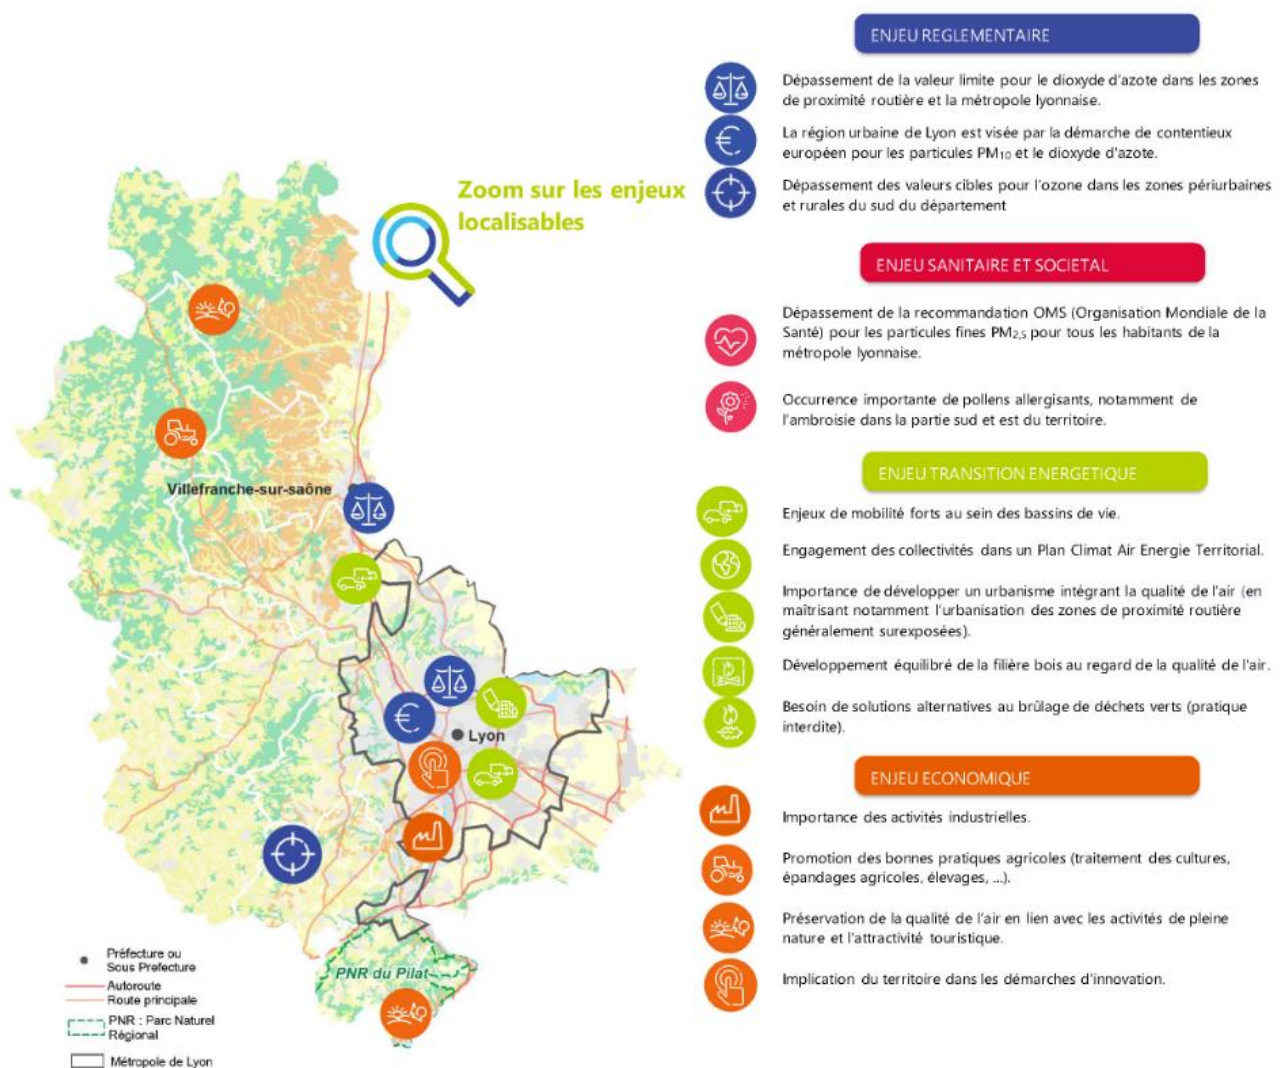 Zoom sur les enjeux
localisables
Villefranche-sur-saône
Lyon
PNR du Pilat
Préfecture ou
Sous Prefecture
Autoroute
Route principale
PNR : Parc Naturel
Régional
Métropole de Lyon
ENJEU REGLEMENTAIRE
Dépassement de la valeur limite pour le dioxyde d'azote dans les zones
de proximité routière et la métropole lyonnaise.
La région urbaine de Lyon est visée par la démarche de contentieux
européen pour les particules PM10 et le dioxyde d'azote.
Dépassement des valeurs cibles pour l'ozone dans les zones périurbaines
et rurales du sud du département
ENJEU SANITAIRE ET SOCIETAL
Dépassement de la recommandation OMS (Organisation Mondiale de la
Santé) pour les particules fines PM2,5 pour tous les habitants de la
métropole lyonnaise.
Occurrence importante de pollens allergisants, notamment de
l'ambroisie dans la partie sud et est du territoire.
ENJEU TRANSITION ENERGETIQUE
Enjeux de mobilité forts au sein des bassins de vie.
Engagement des collectivités dans un Plan Climat Air Energie Territorial.
Importance de développer un urbanisme intégrant la qualité de l'air (en
maîtrisant notamment l'urbanisation des zones de proximité routière
généralement surexposées).
Développement équilibré de la filière bois au regard de la qualité de l'air.
Besoin de solutions alternatives au brûlage de déchets verts (pratique
interdite).
ENJEU ECONOMIQUE
Importance des activités industrielles.
Promotion des bonnes pratiques agricoles (traitement des cultures,
épandages agricoles, élevages, ...).
Préservation de la qualité de l'air en lien avec les activités de pleine
nature et l'attractivité touristique.
Implication du territoire dans les démarches d'innovation.